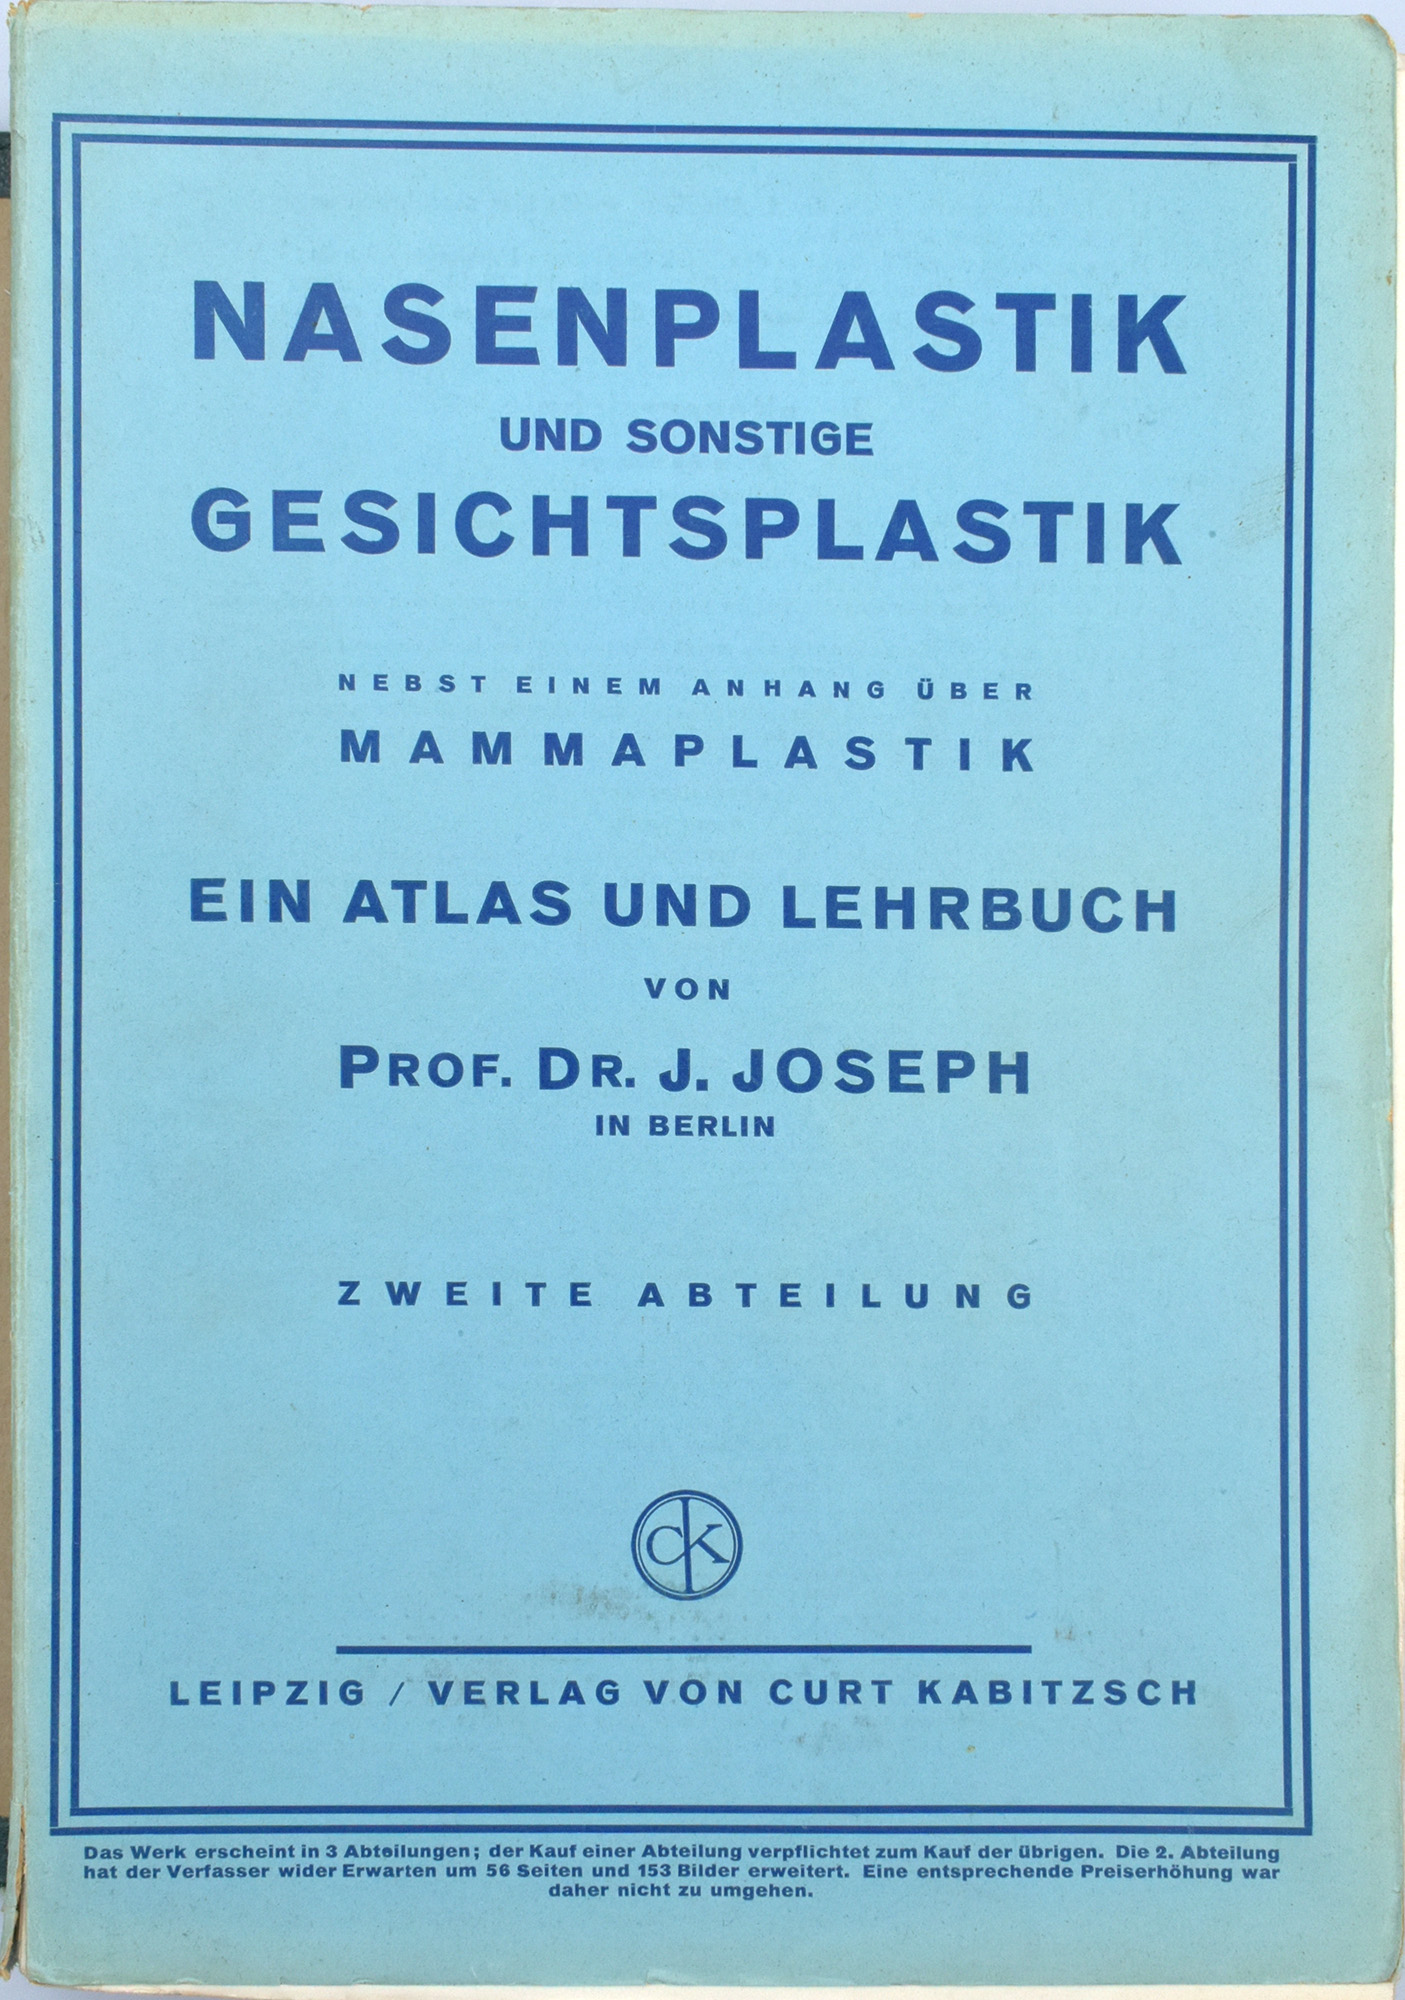 NASENPLASTIK
UND SONSTIGE
GESICHTSPLASTIK
NEBST EINEM ANHANG ÜBER
MAMMAPLASTIK
EIN ATLAS UND LEHRBUCH
VON
PROF. DR. J. JOSEPH
IN BERLIN
ZWEITE ABTEILUNG
CK
LEIPZIG / VERLAG VON CURT KABITZSCH
Das Werk erscheint in 3 Abteilungen; der Kauf einer Abteilung verpflichtet zum Kauf der übrigen. Die 2. Abteilung
hat der Verfasser wider Erwarten um 56 Seiten und 153 Bilder erweitert. Eine entsprechende Preiserhöhung war
daher nicht zu umgehen.